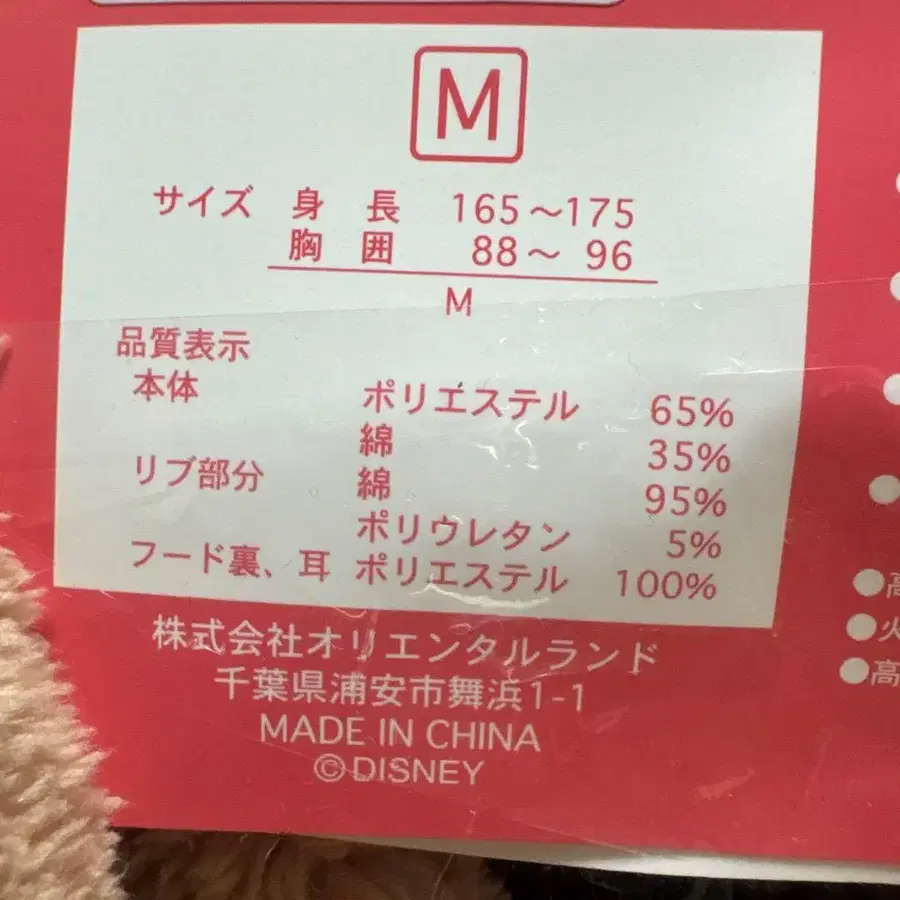 M
サイズ 身 長 165～175
胸 囲 88～ 96
M
品質表示
本体 ポリエステル 65%
綿 35%
リブ部分 綿 95%
ポリウレタン 5%
フード裏、耳 ポリエステル 100%
株式会社オリエンタルランド
千葉県浦安市舞浜1-1
MADE IN CHINA
©DISNEY
●高
●火
●高